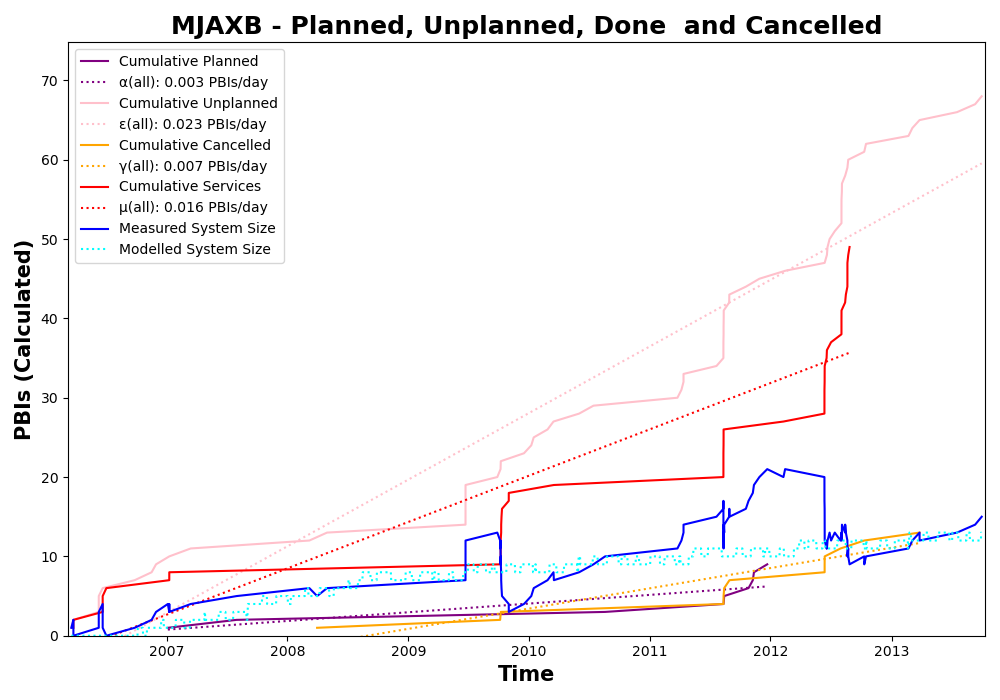 MJAXB - Planned, Unplanned, Done  and Cancelled
PBIs (Calculated)
70
60
50
40
30
20
10
0
Cumulative Planned
α(all): 0.003 PBIs/day
Cumulative Unplanned
ε(all): 0.023 PBIs/day
Cumulative Cancelled
γ(all): 0.007 PBIs/day
Cumulative Services
μ(all): 0.016 PBIs/day
Measured System Size
Modelled System Size
2007 2008 2009 2010 2011 2012 2013
Time